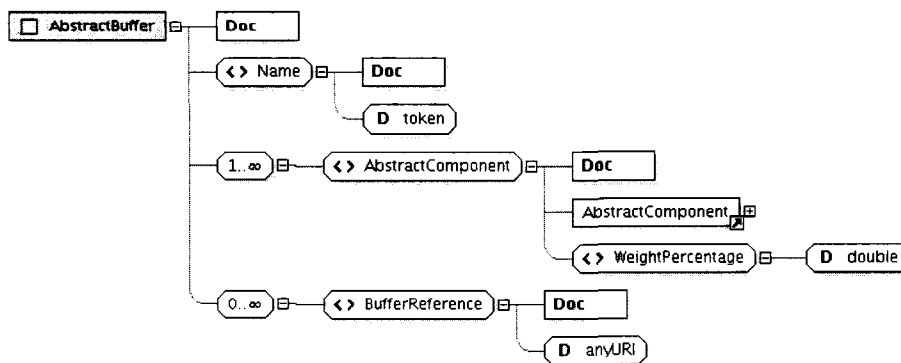 AbstractBuffer Doc
<> Name Doc
D token
1..∞ <> AbstractComponent Doc
AbstractComponent
<> WeightPercentage D double
0..∞ <> BufferReference Doc
D anyURI